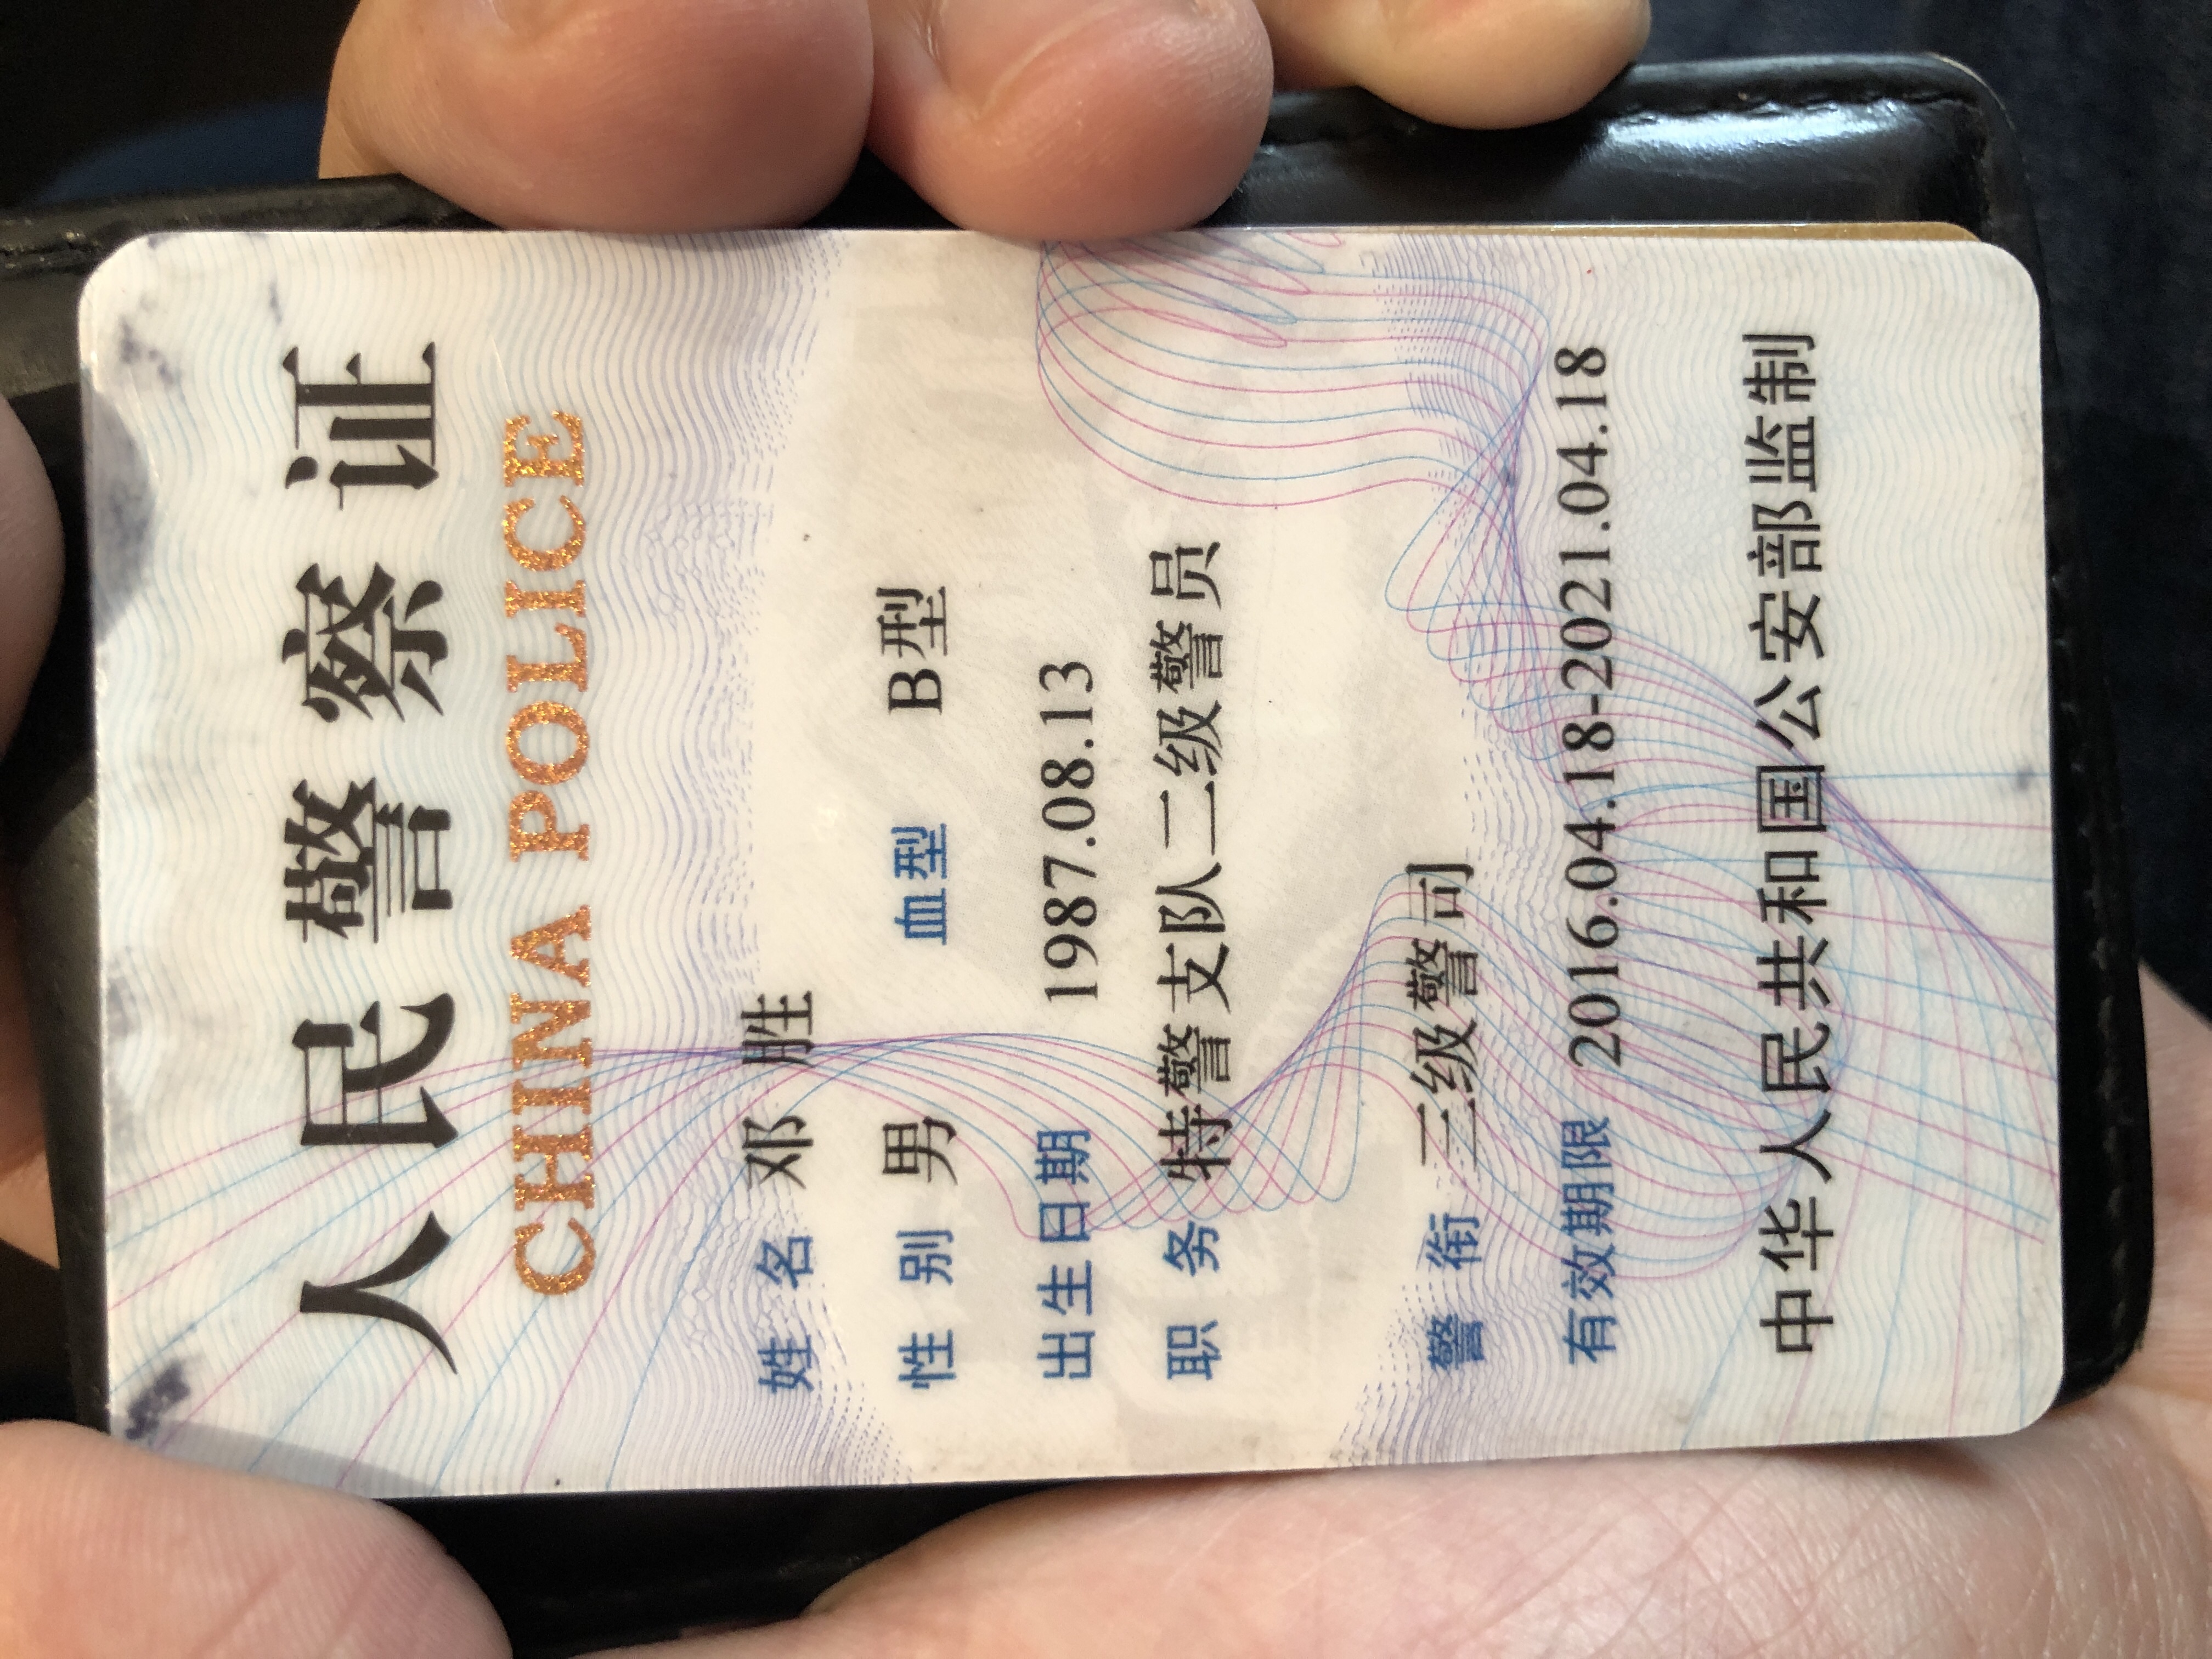 人民警察证
CHINA POLICE
姓 名 邓 胜
性 别 男 血型 B型
出生日期 1987.08.13
职 务 特警支队二级警员
警 衔 三级警司
有效期限 2016.04.18-2021.04.18
中华人民共和国公安部监制